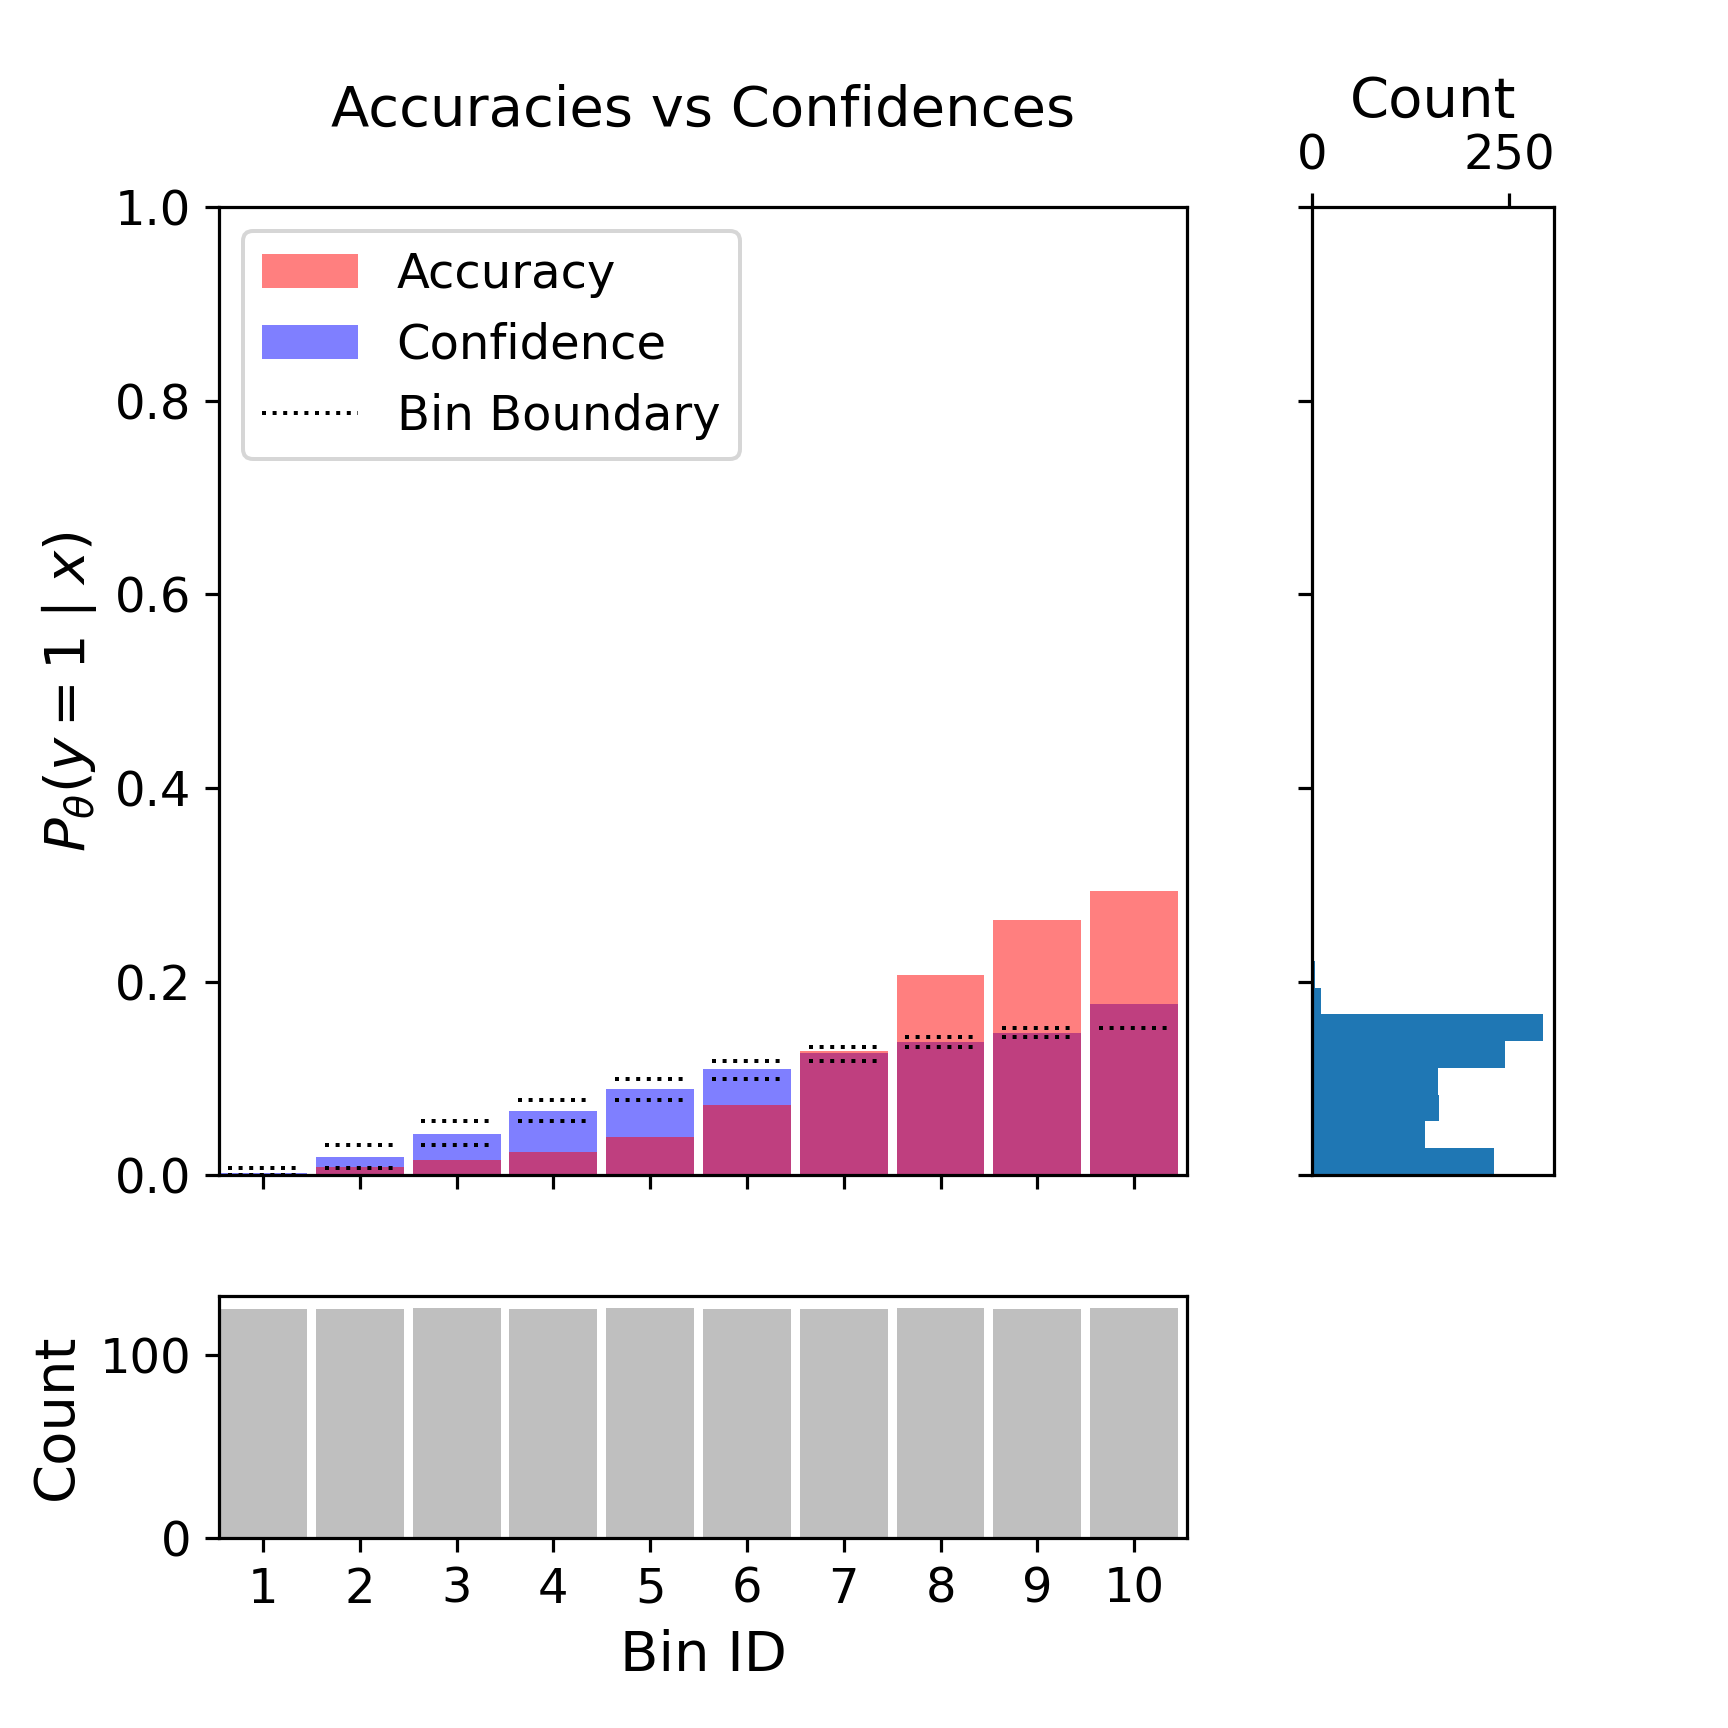 Accuracies vs Confidences
Count
0 250
1.0
0.8
0.6
0.4
0.2
0.0
Accuracy
Confidence
Bin Boundary
P_θ(y = 1 | x)
Count
100
0
1 2 3 4 5 6 7 8 9 10
Bin ID